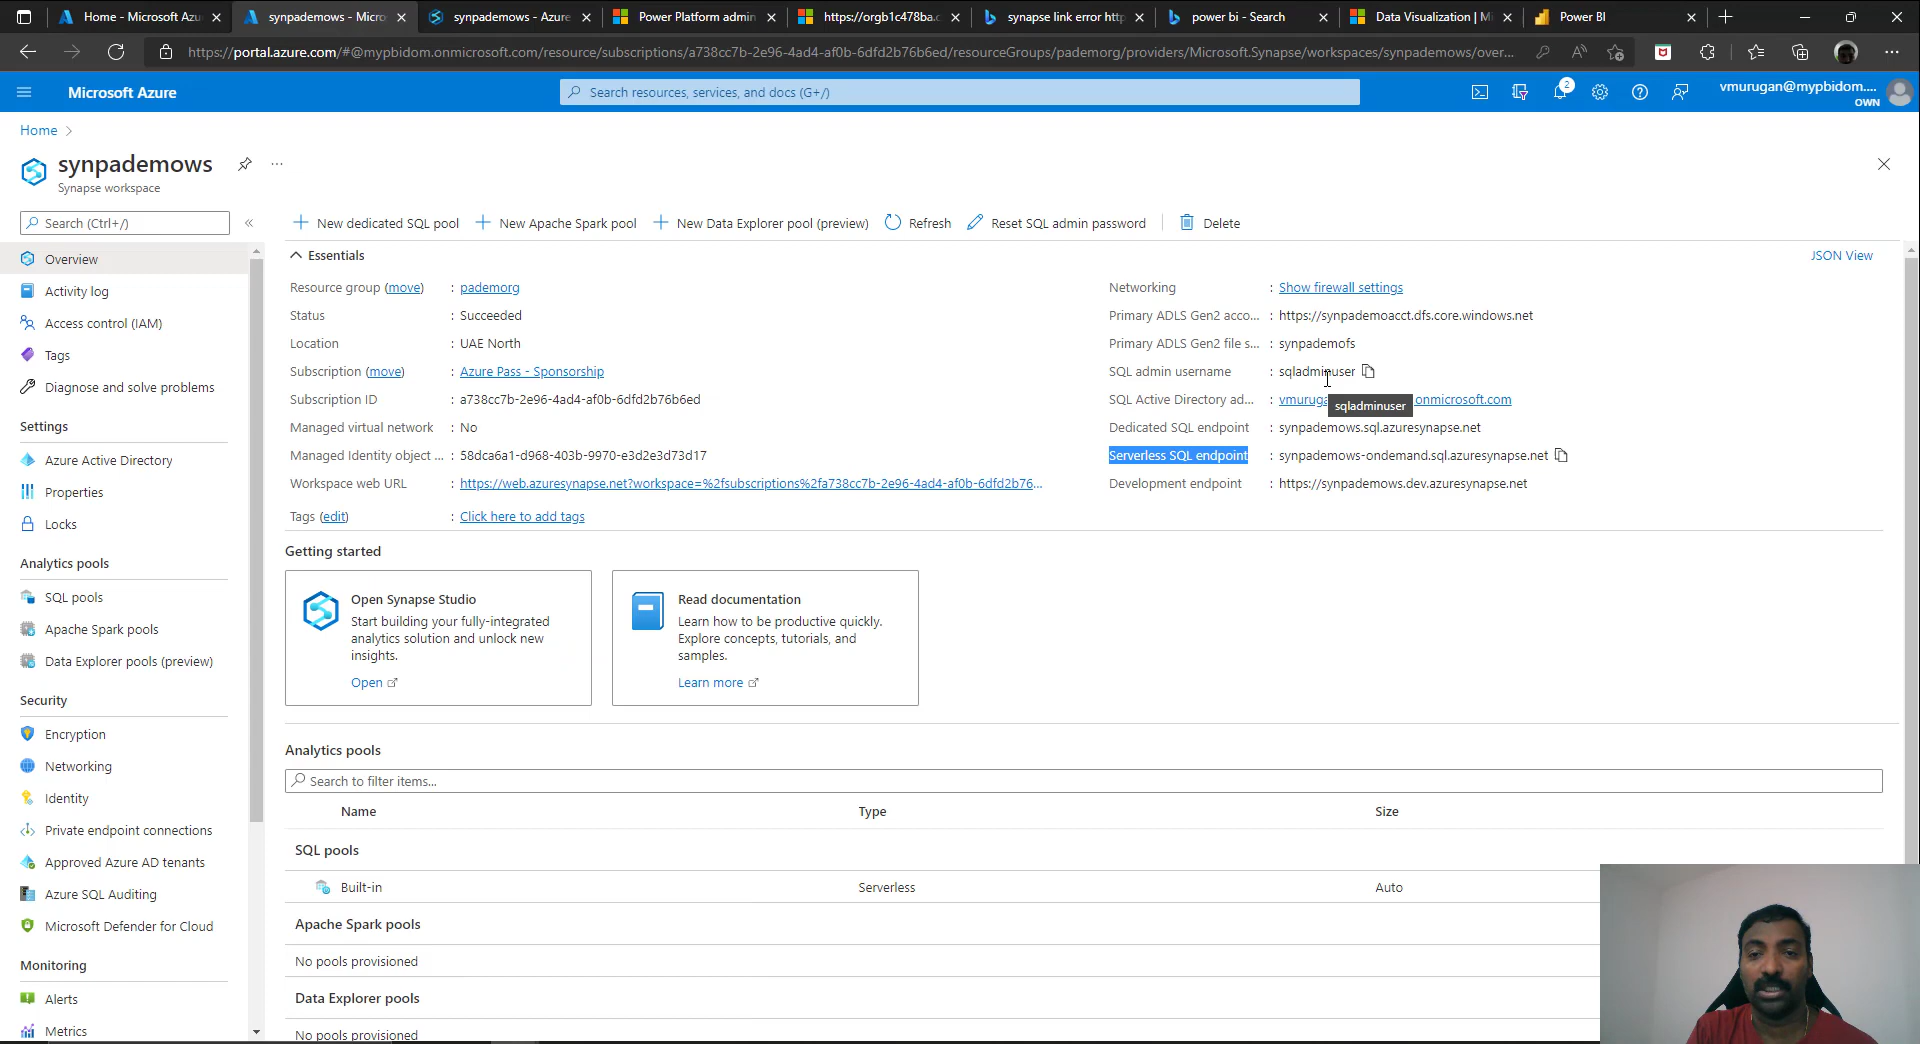 Home - Microsoft Azu
synpademows - Micro
synpademows - Azure
Power Platform admin
https://orgb1c478ba.c
synapse link error http
power bi - Search
Data Visualization | Mi
Power BI
https://portal.azure.com/#@mypbidom.onmicrosoft.com/resource/subscriptions/a738cc7b-2e96-4ad4-af0b-6dfd2b76b6ed/resourceGroups/pademorg/providers/Microsoft.Synapse/workspaces/synpademows/over...
Microsoft Azure
Search resources, services, and docs (G+/)
2
vmurugan@mypbidom....
OWN
Home
synpademows
Synapse workspace
Search (Ctrl+/)
Overview
Activity log
Access control (IAM)
Tags
Diagnose and solve problems
Settings
Azure Active Directory
Properties
Locks
Analytics pools
SQL pools
Apache Spark pools
Data Explorer pools (preview)
Security
Encryption
Networking
Identity
Private endpoint connections
Approved Azure AD tenants
Azure SQL Auditing
Microsoft Defender for Cloud
Monitoring
Alerts
Metrics
New dedicated SQL pool
New Apache Spark pool
New Data Explorer pool (preview)
Refresh
Reset SQL admin password
Delete
Essentials
JSON View
Resource group (move) : pademorg
Status : Succeeded
Location : UAE North
Subscription (move) : Azure Pass - Sponsorship
Subscription ID : a738cc7b-2e96-4ad4-af0b-6dfd2b76b6ed
Managed virtual network : No
Managed Identity object ... : 58dca6a1-d968-403b-9970-e3d2e3d73d17
Workspace web URL : https://web.azuresynapse.net?workspace=%2fsubscriptions%2fa738cc7b-2e96-4ad4-af0b-6dfd2b76...
Tags (edit) : Click here to add tags
Networking : Show firewall settings
Primary ADLS Gen2 acco... : https://synpademoacct.dfs.core.windows.net
Primary ADLS Gen2 file s... : synpademofs
SQL admin username : sqladminuser
SQL Active Directory ad... : vmuruga onmicrosoft.com
sqladminuser
Dedicated SQL endpoint : synpademows.sql.azuresynapse.net
Serverless SQL endpoint : synpademows-ondemand.sql.azuresynapse.net
Development endpoint : https://synpademows.dev.azuresynapse.net
Getting started
Open Synapse Studio
Start building your fully-integrated
analytics solution and unlock new
insights.
Open
Read documentation
Learn how to be productive quickly.
Explore concepts, tutorials, and
samples.
Learn more
Analytics pools
Search to filter items...
Name Type Size
SQL pools
Built-in Serverless Auto
Apache Spark pools
No pools provisioned
Data Explorer pools
No pools provisioned